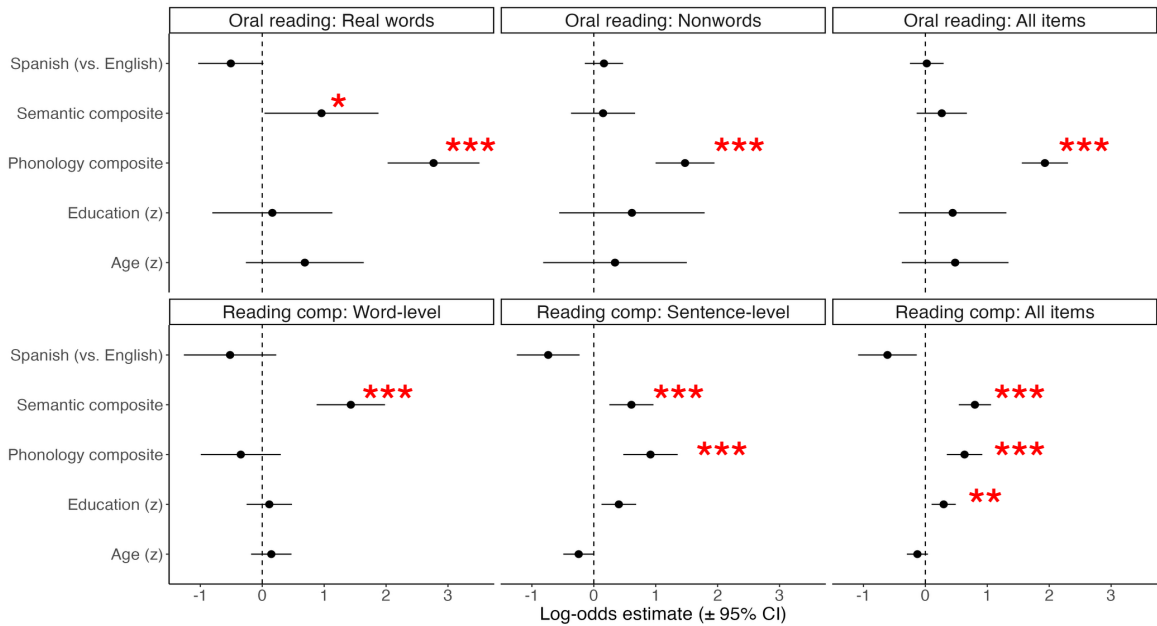 Oral reading: Real words
Oral reading: Nonwords
Oral reading: All items
Spanish (vs. English)
Semantic composite
*
Phonology composite
***
***
***
Education (z)
Age (z)
Reading comp: Word-level
Reading comp: Sentence-level
Reading comp: All items
Spanish (vs. English)
Semantic composite
***
***
***
Phonology composite
***
***
Education (z)
**
Age (z)
-1 0 1 2 3
-1 0 1 2 3
-1 0 1 2 3
Log-odds estimate (± 95% CI)